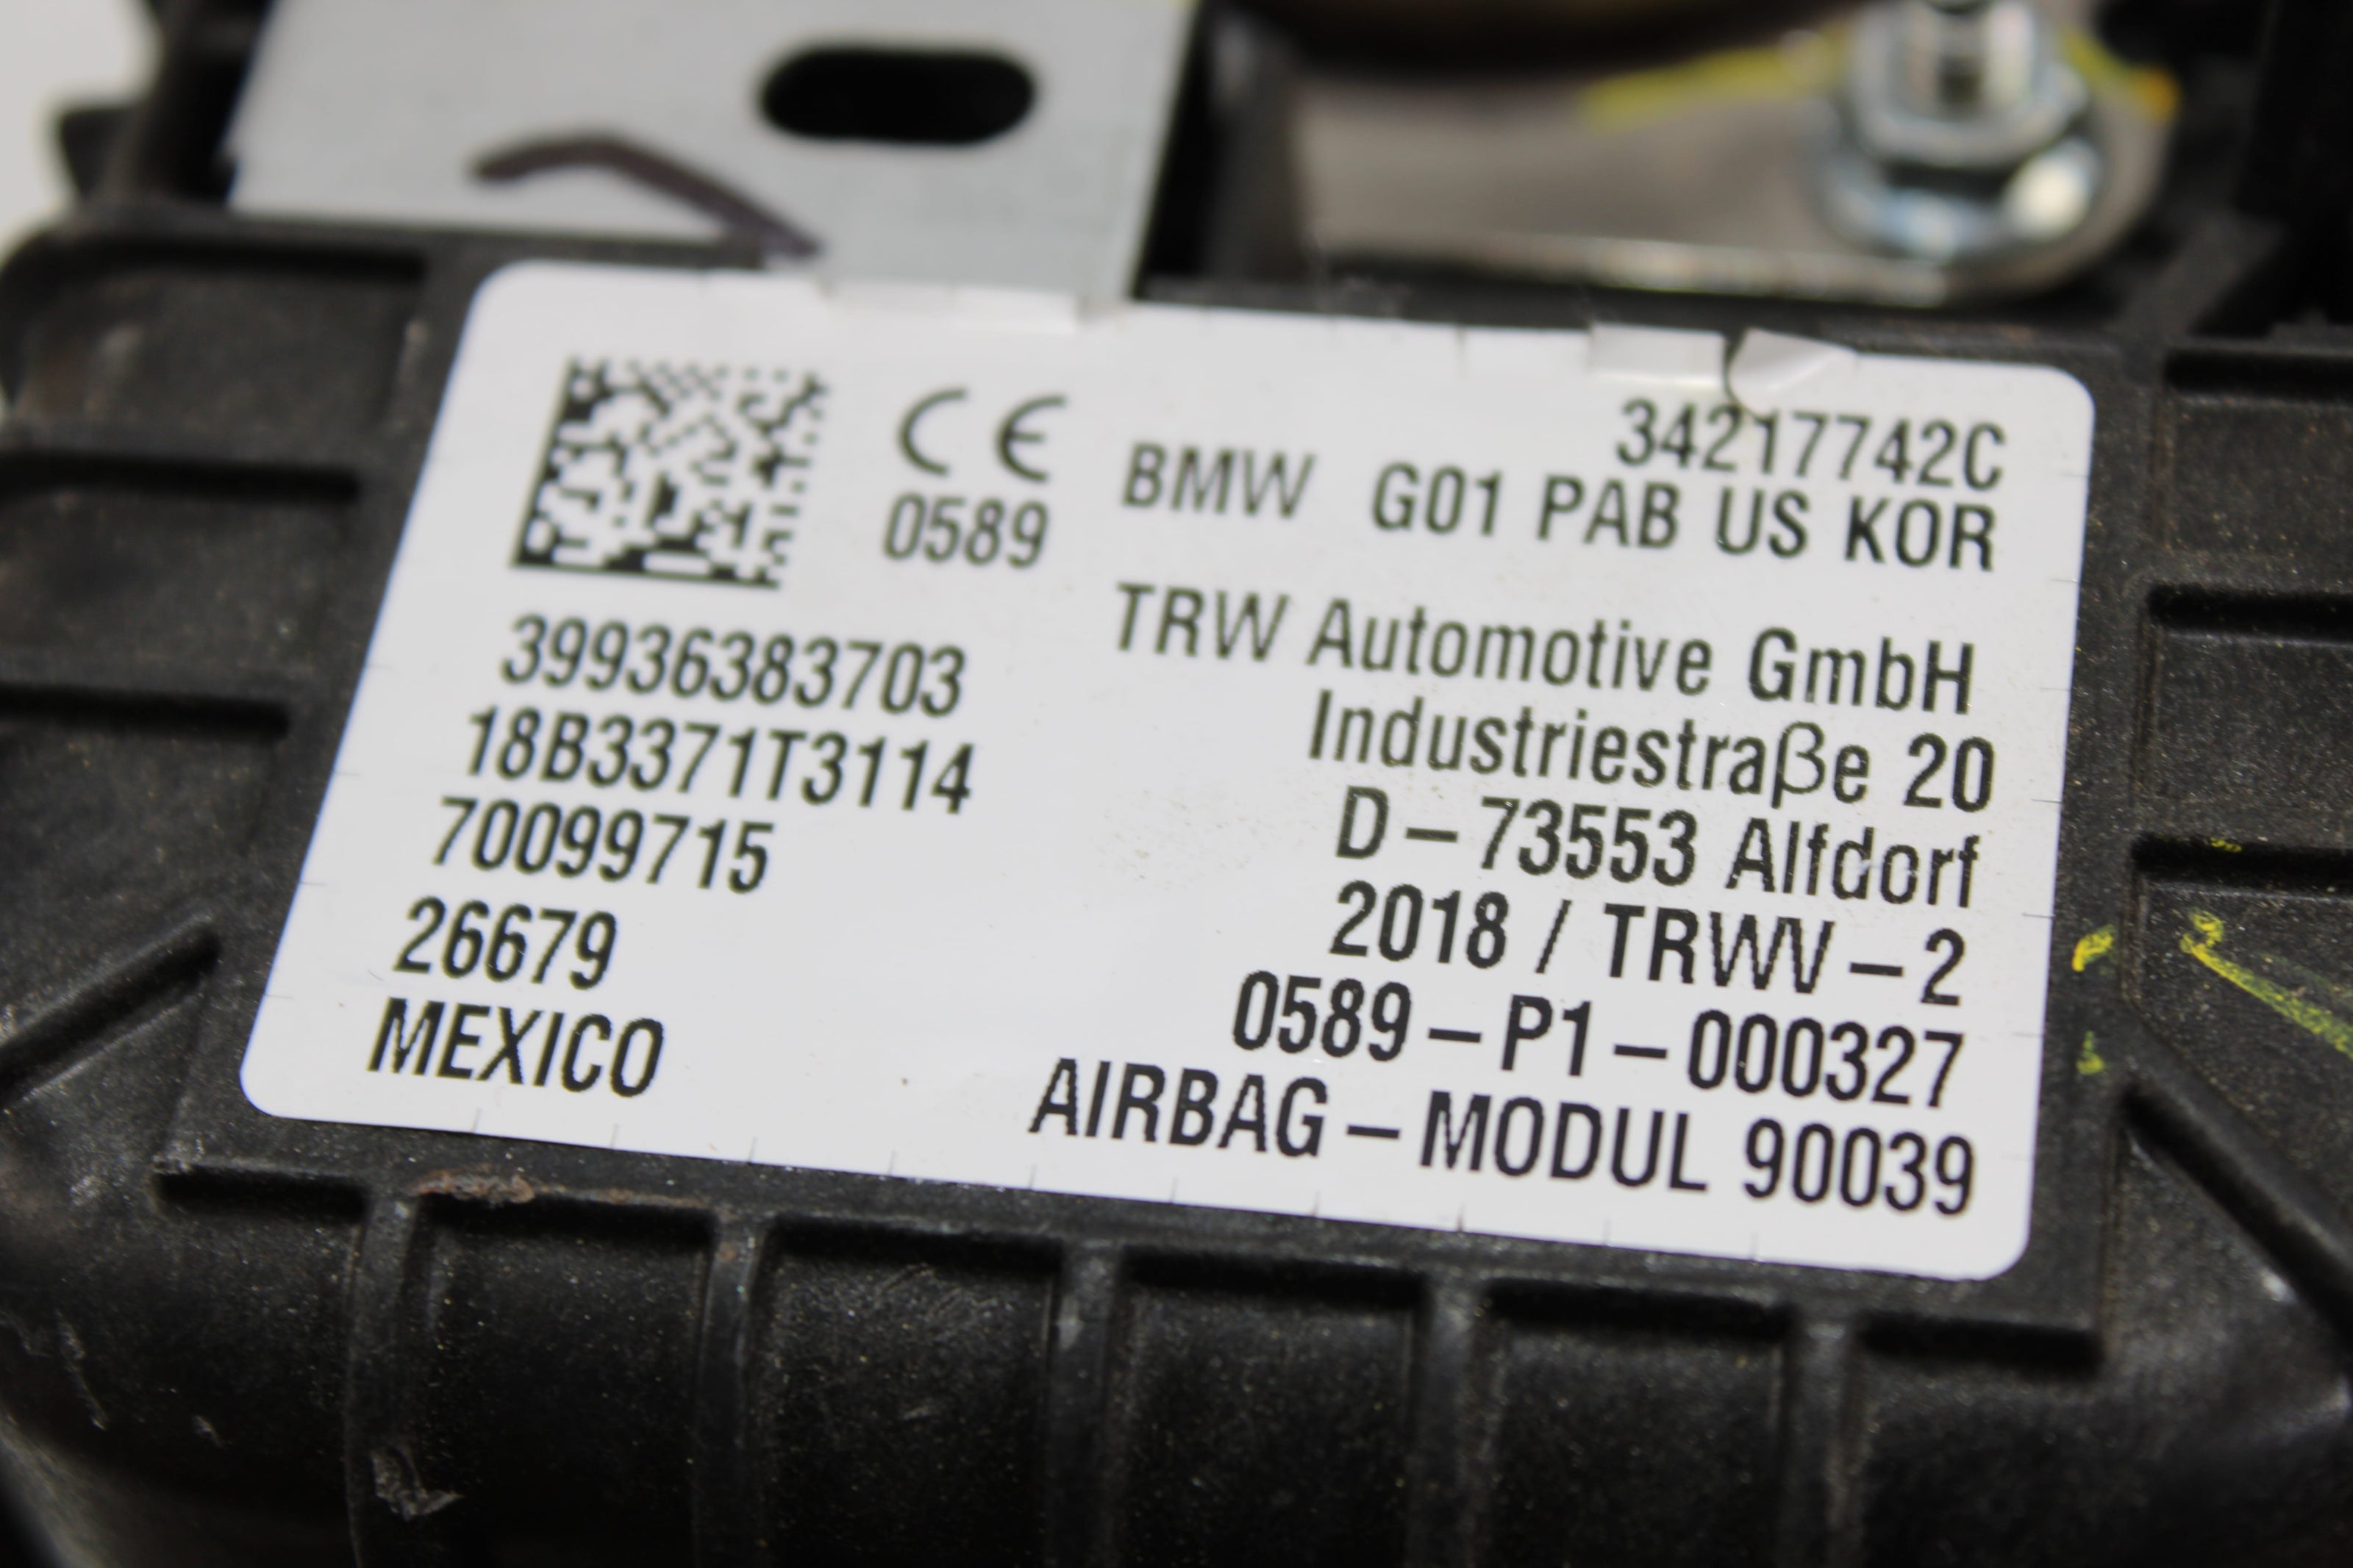 34217742C
CE BMW G01 PAB US KOR
0589
39936383703
18B3371T3114
70099715
26679
MEXICO
TRW Automotive GmbH
Industriestraße 20
D – 73553 Alfdorf
2018 / TRWV – 2
0589 – P1 – 000327
AIRBAG – MODUL 90039